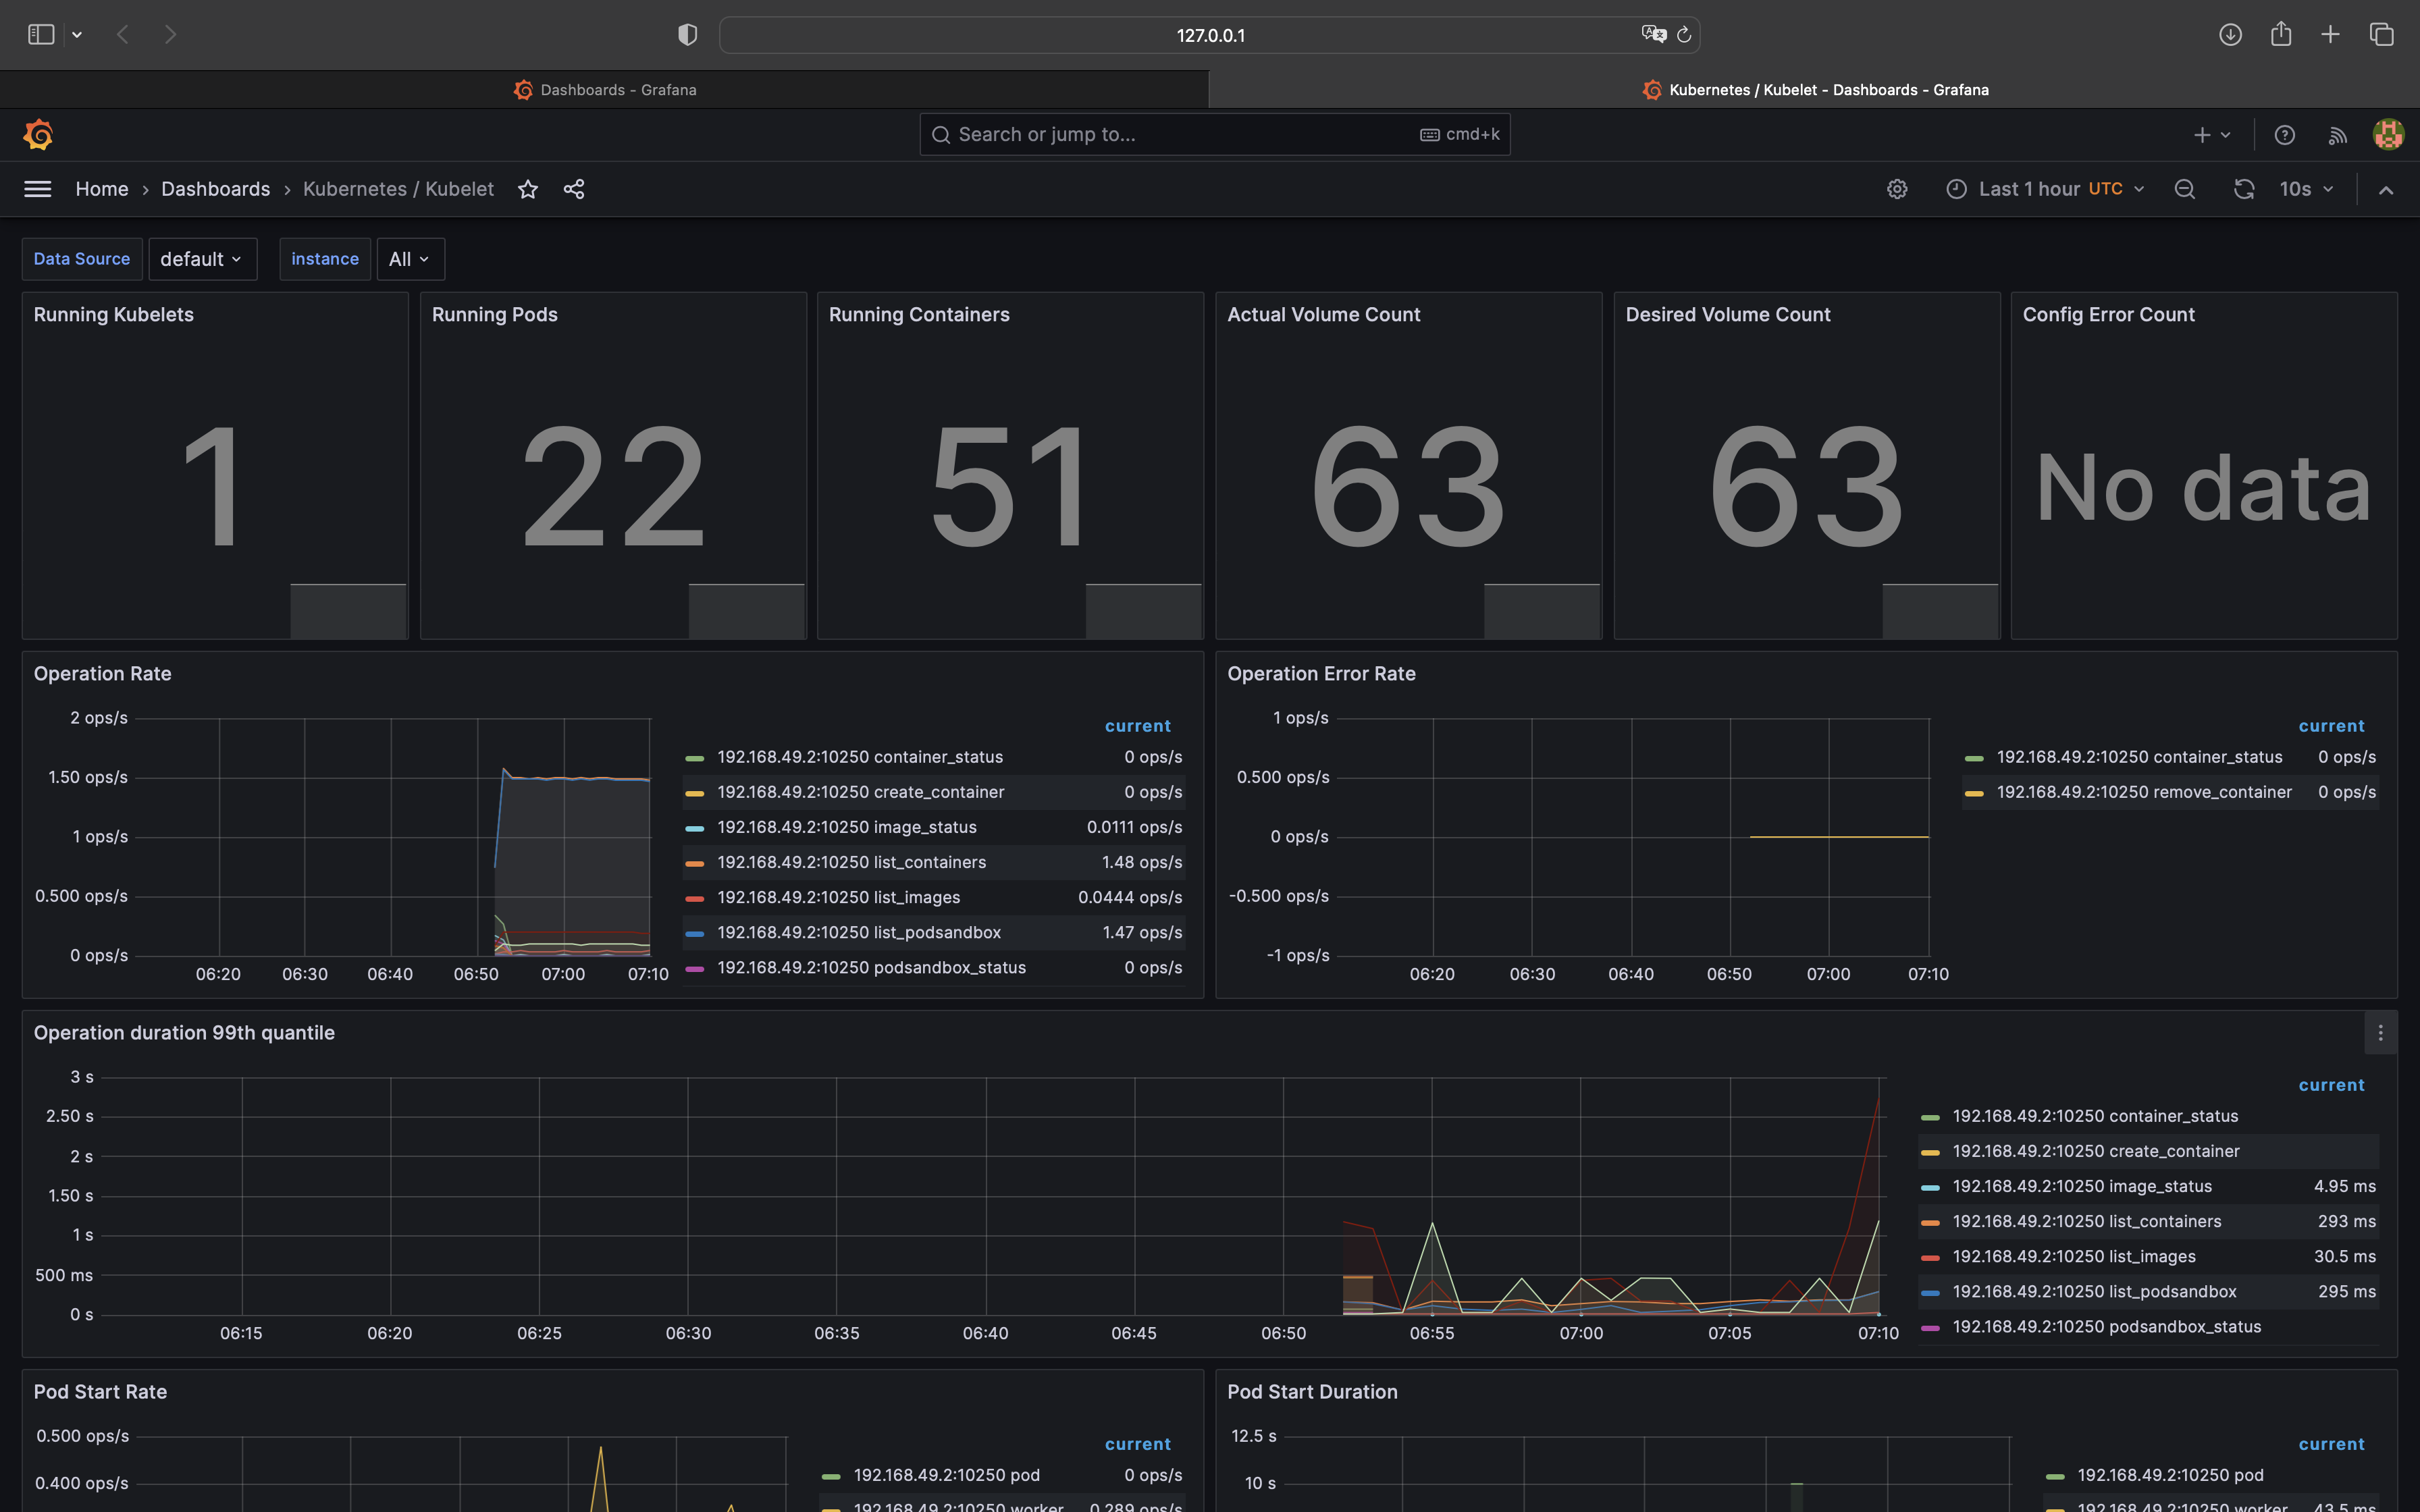 127.0.0.1
Dashboards - Grafana
Kubernetes / Kubelet - Dashboards - Grafana
Search or jump to...
cmd+k
Home › Dashboards › Kubernetes / Kubelet
Last 1 hour UTC
10s
Data Source
default
instance
All
Running Kubelets
1
Running Pods
22
Running Containers
51
Actual Volume Count
63
Desired Volume Count
63
Config Error Count
No data
Operation Rate
2 ops/s
1.50 ops/s
1 ops/s
0.500 ops/s
0 ops/s
06:20 06:30 06:40 06:50 07:00 07:10
current
192.168.49.2:10250 container_status 0 ops/s
192.168.49.2:10250 create_container 0 ops/s
192.168.49.2:10250 image_status 0.0111 ops/s
192.168.49.2:10250 list_containers 1.48 ops/s
192.168.49.2:10250 list_images 0.0444 ops/s
192.168.49.2:10250 list_podsandbox 1.47 ops/s
192.168.49.2:10250 podsandbox_status 0 ops/s
Operation Error Rate
1 ops/s
0.500 ops/s
0 ops/s
-0.500 ops/s
-1 ops/s
06:20 06:30 06:40 06:50 07:00 07:10
current
192.168.49.2:10250 container_status 0 ops/s
192.168.49.2:10250 remove_container 0 ops/s
Operation duration 99th quantile
3 s
2.50 s
2 s
1.50 s
1 s
500 ms
0 s
06:15 06:20 06:25 06:30 06:35 06:40 06:45 06:50 06:55 07:00 07:05 07:10
current
192.168.49.2:10250 container_status
192.168.49.2:10250 create_container
192.168.49.2:10250 image_status 4.95 ms
192.168.49.2:10250 list_containers 293 ms
192.168.49.2:10250 list_images 30.5 ms
192.168.49.2:10250 list_podsandbox 295 ms
192.168.49.2:10250 podsandbox_status
Pod Start Rate
0.500 ops/s
0.400 ops/s
current
192.168.49.2:10250 pod 0 ops/s
192.168.49.2:10250 worker 0.289 ops/s
Pod Start Duration
12.5 s
10 s
current
192.168.49.2:10250 pod
192.168.49.2:10250 worker 43.5 ms